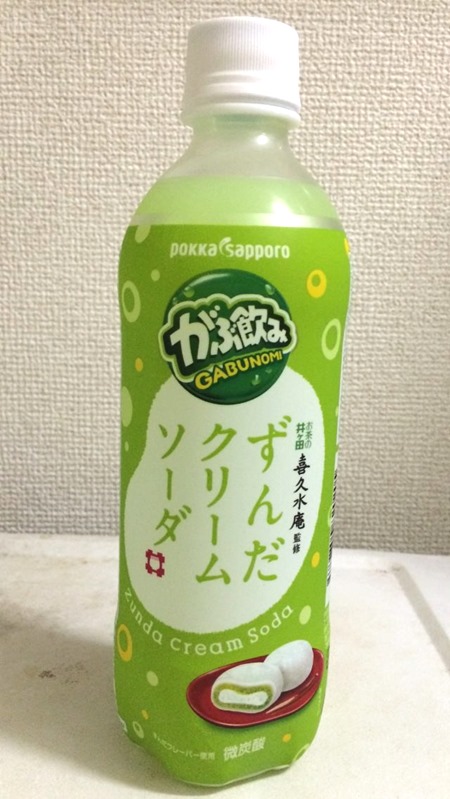 pokka sapporo
がぶ飲み
GABUNOMI
お茶の
井ヶ田
喜久水庵
監修
ずんだ
クリーム
ソーダ
Zunda Cream Soda
微炭酸